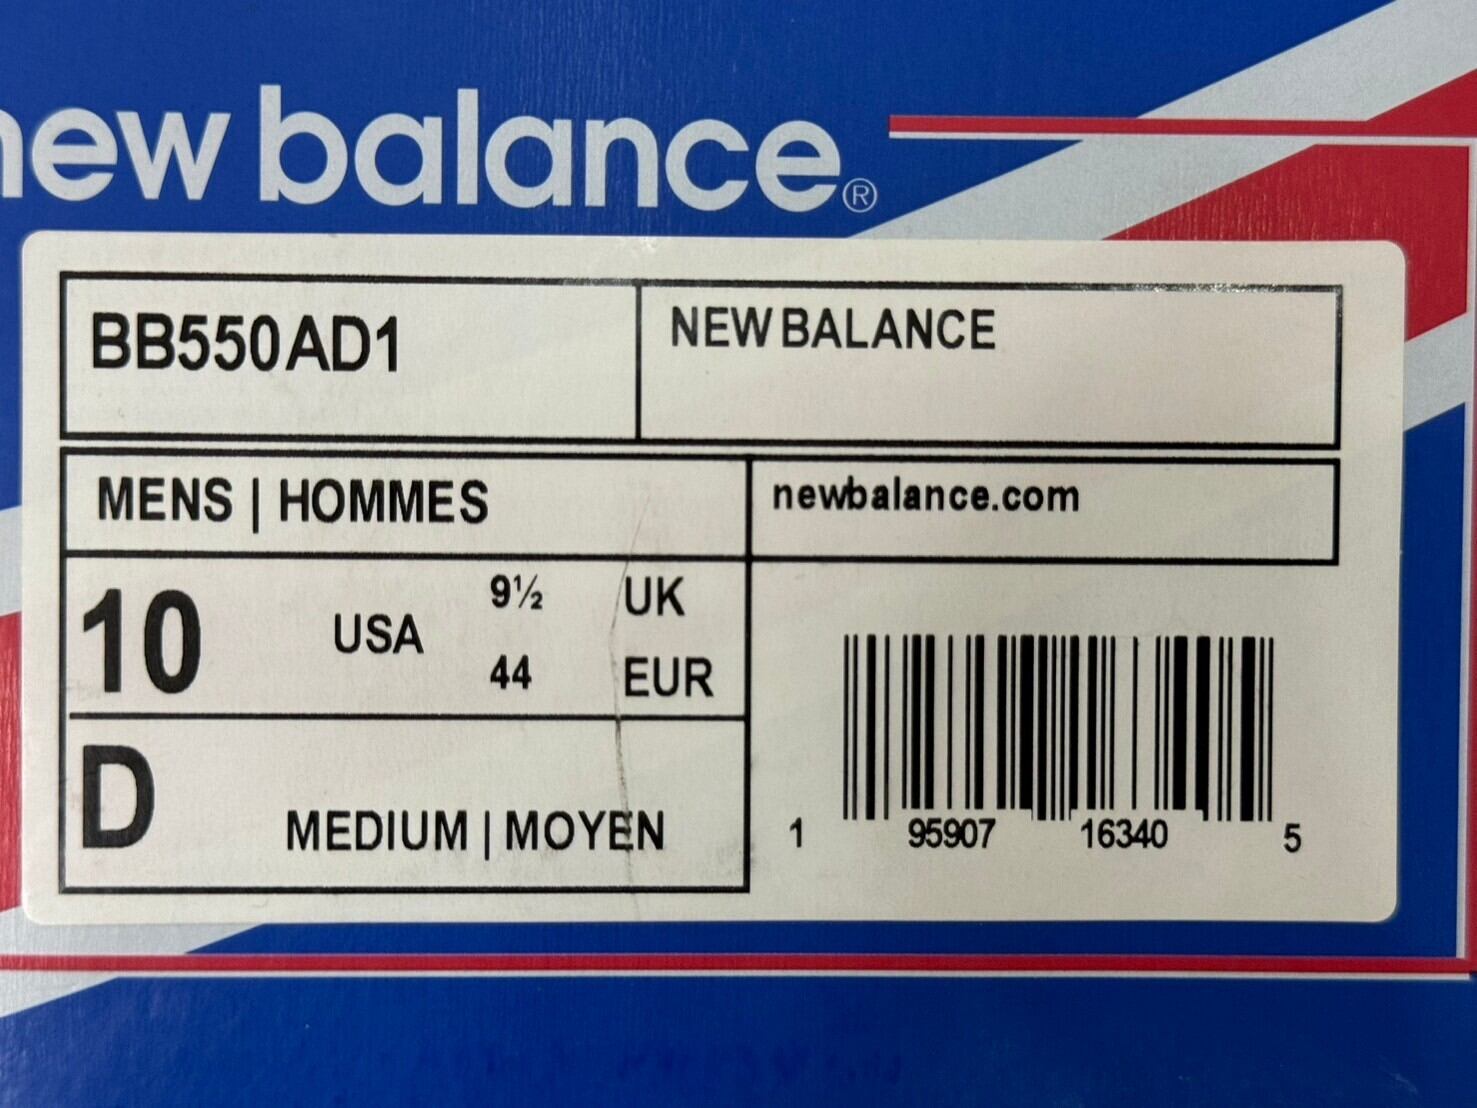 new balance®
BB550AD1
NEW BALANCE
MENS | HOMMES
newbalance.com
10 USA 9½ UK
44 EUR
D MEDIUM | MOYEN
1 95907 16340 5